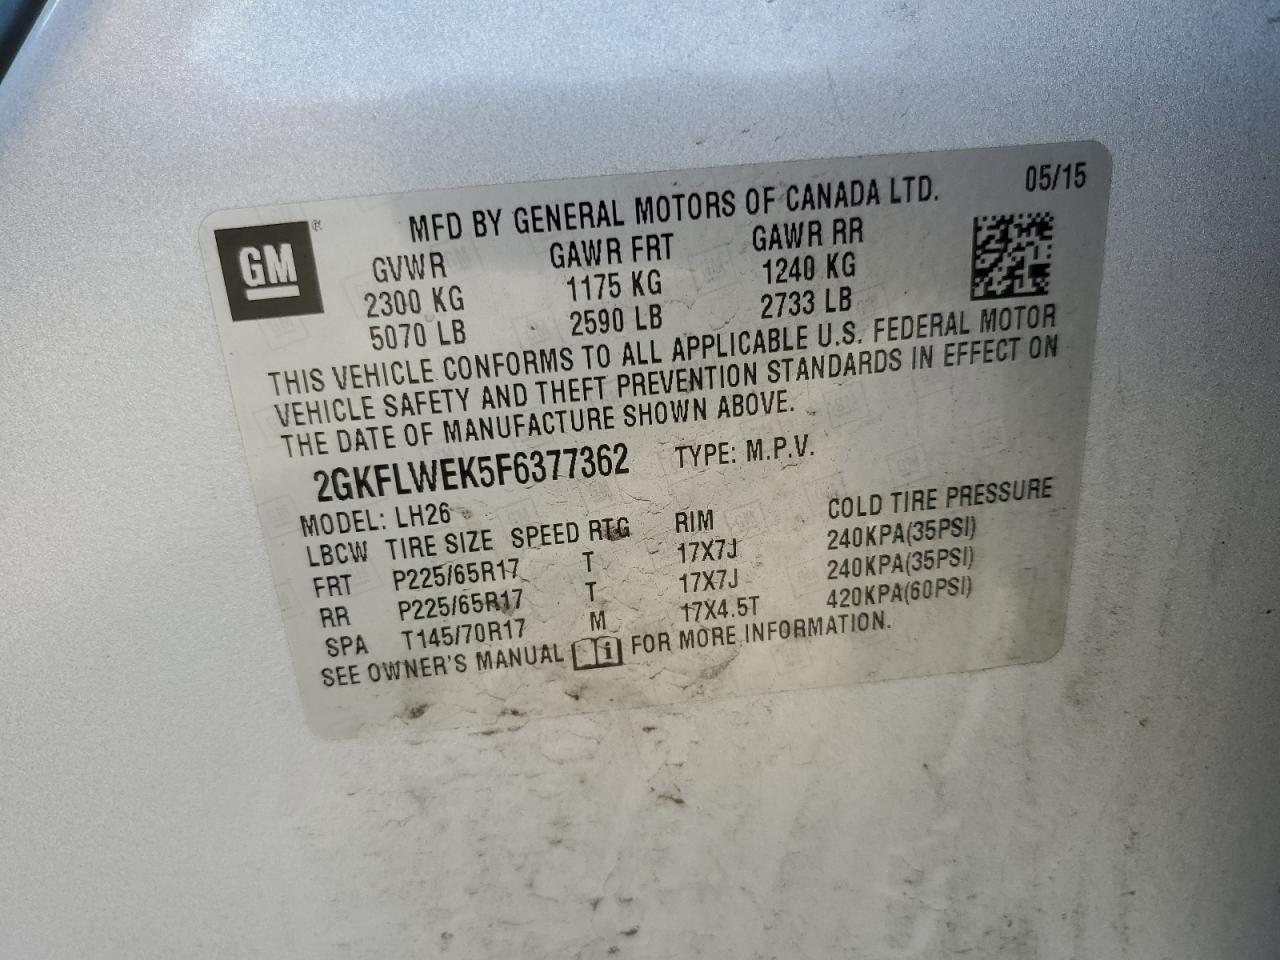 GM ®
MFD BY GENERAL MOTORS OF CANADA LTD. 05/15
GVWR GAWR FRT GAWR RR
2300 KG 1175 KG 1240 KG
5070 LB 2590 LB 2733 LB
THIS VEHICLE CONFORMS TO ALL APPLICABLE U.S. FEDERAL MOTOR
VEHICLE SAFETY AND THEFT PREVENTION STANDARDS IN EFFECT ON
THE DATE OF MANUFACTURE SHOWN ABOVE.
2GKFLWEK5F6377362 TYPE: M.P.V.
MODEL: LH26
LBCW TIRE SIZE SPEED RTG RIM COLD TIRE PRESSURE
FRT P225/65R17 T 17X7J 240KPA(35PSI)
RR P225/65R17 T 17X7J 240KPA(35PSI)
SPA T145/70R17 M 17X4.5T 420KPA(60PSI)
SEE OWNER'S MANUAL FOR MORE INFORMATION.